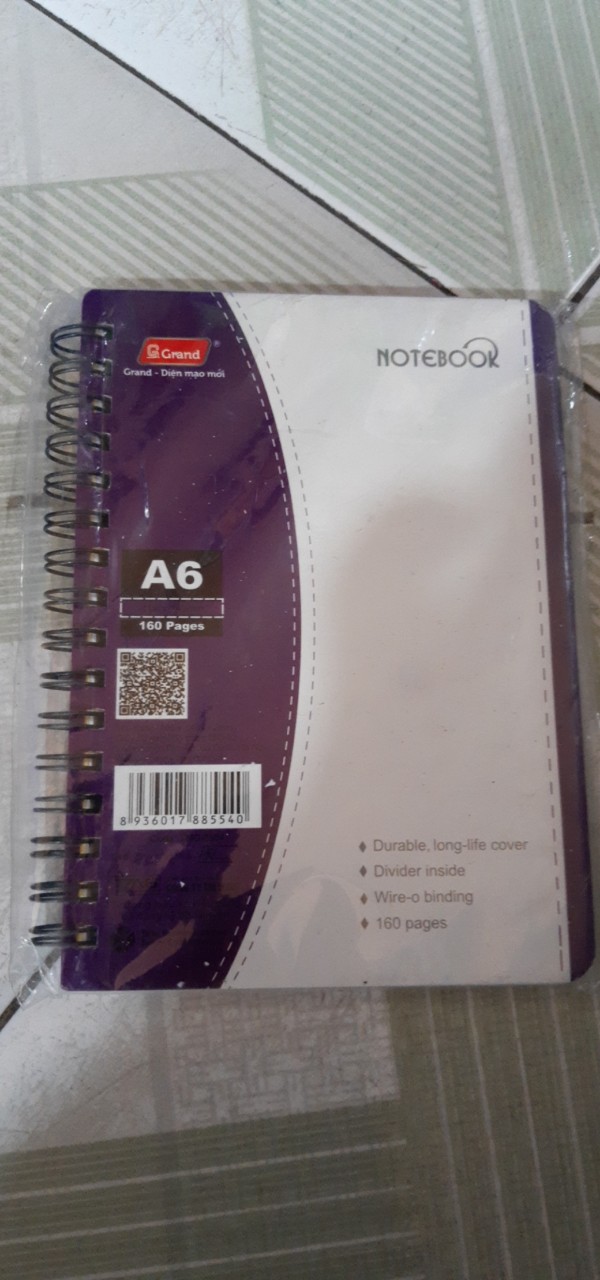 Grand
Grand - Diện mạo mới
NOTEBOOK
A6
160 Pages
8 936017 885540
Durable, long-life cover
Divider inside
Wire-o binding
160 pages